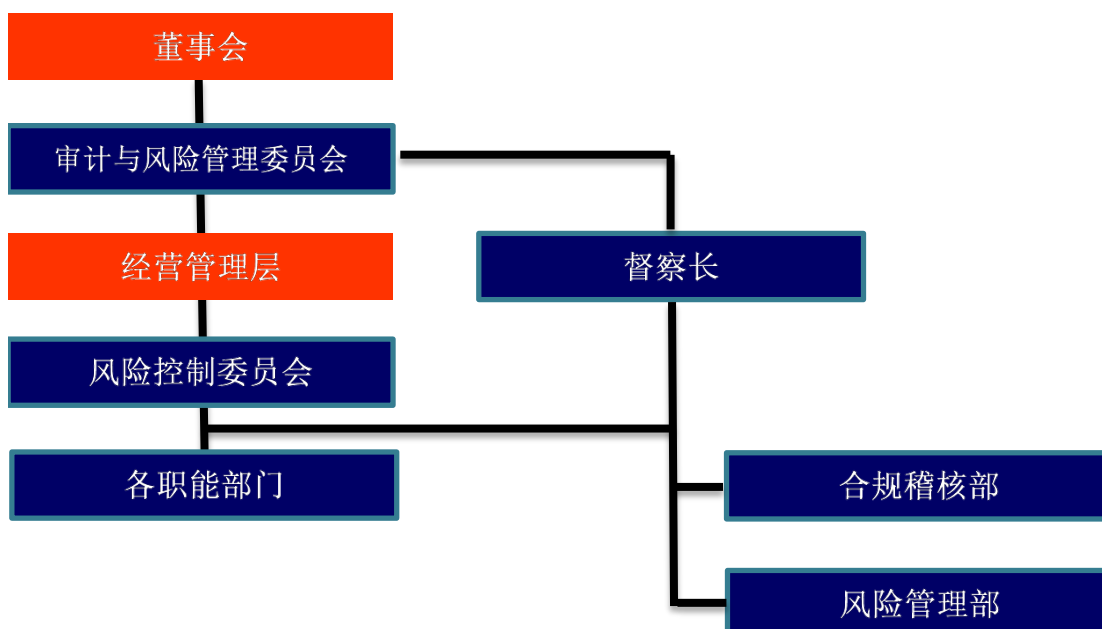 董事会
审计与风险管理委员会
经营管理层
督察长
风险控制委员会
各职能部门
合规稽核部
风险管理部